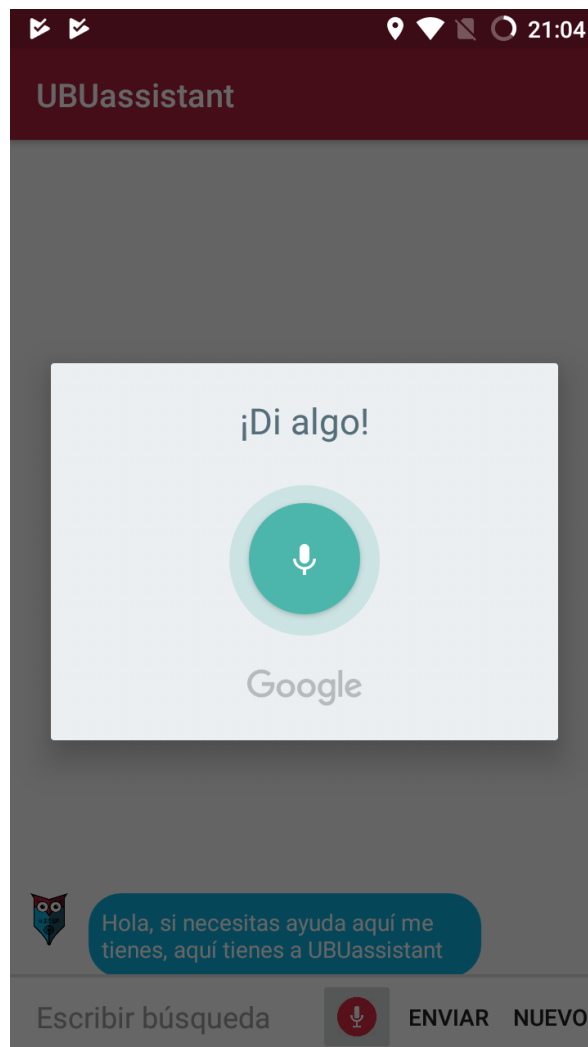 21:04
UBUassistant
¡Di algo!
Google
Hola, si necesitas ayuda aquí me
tienes, aquí tienes a UBUassistant
Escribir búsqueda ENVIAR NUEVO